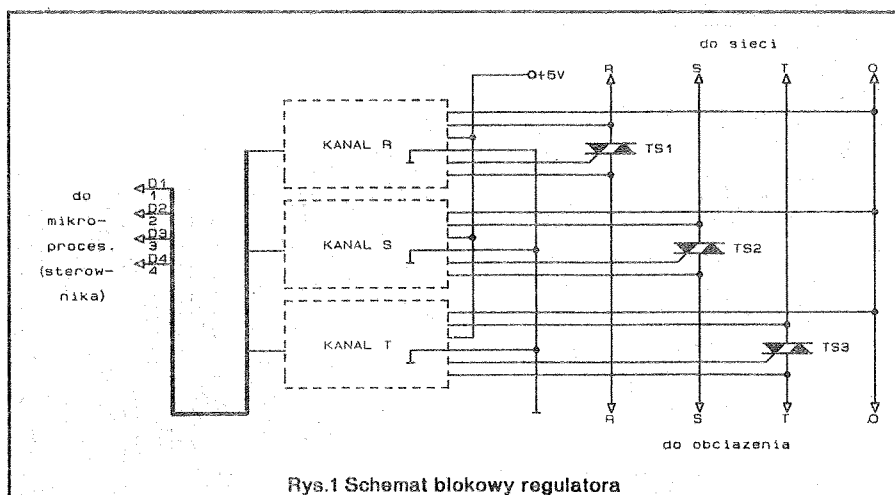 do sieci
+5V
R S T O
KANAL R
TS1
do
mikro-
proces.
(sterow-
nika)
D1
1
D2
2
D3
3
D4
4
KANAL S
TS2
KANAL T
TS3
R S T O
do obciazenia
Rys.1 Schemat blokowy regulatora